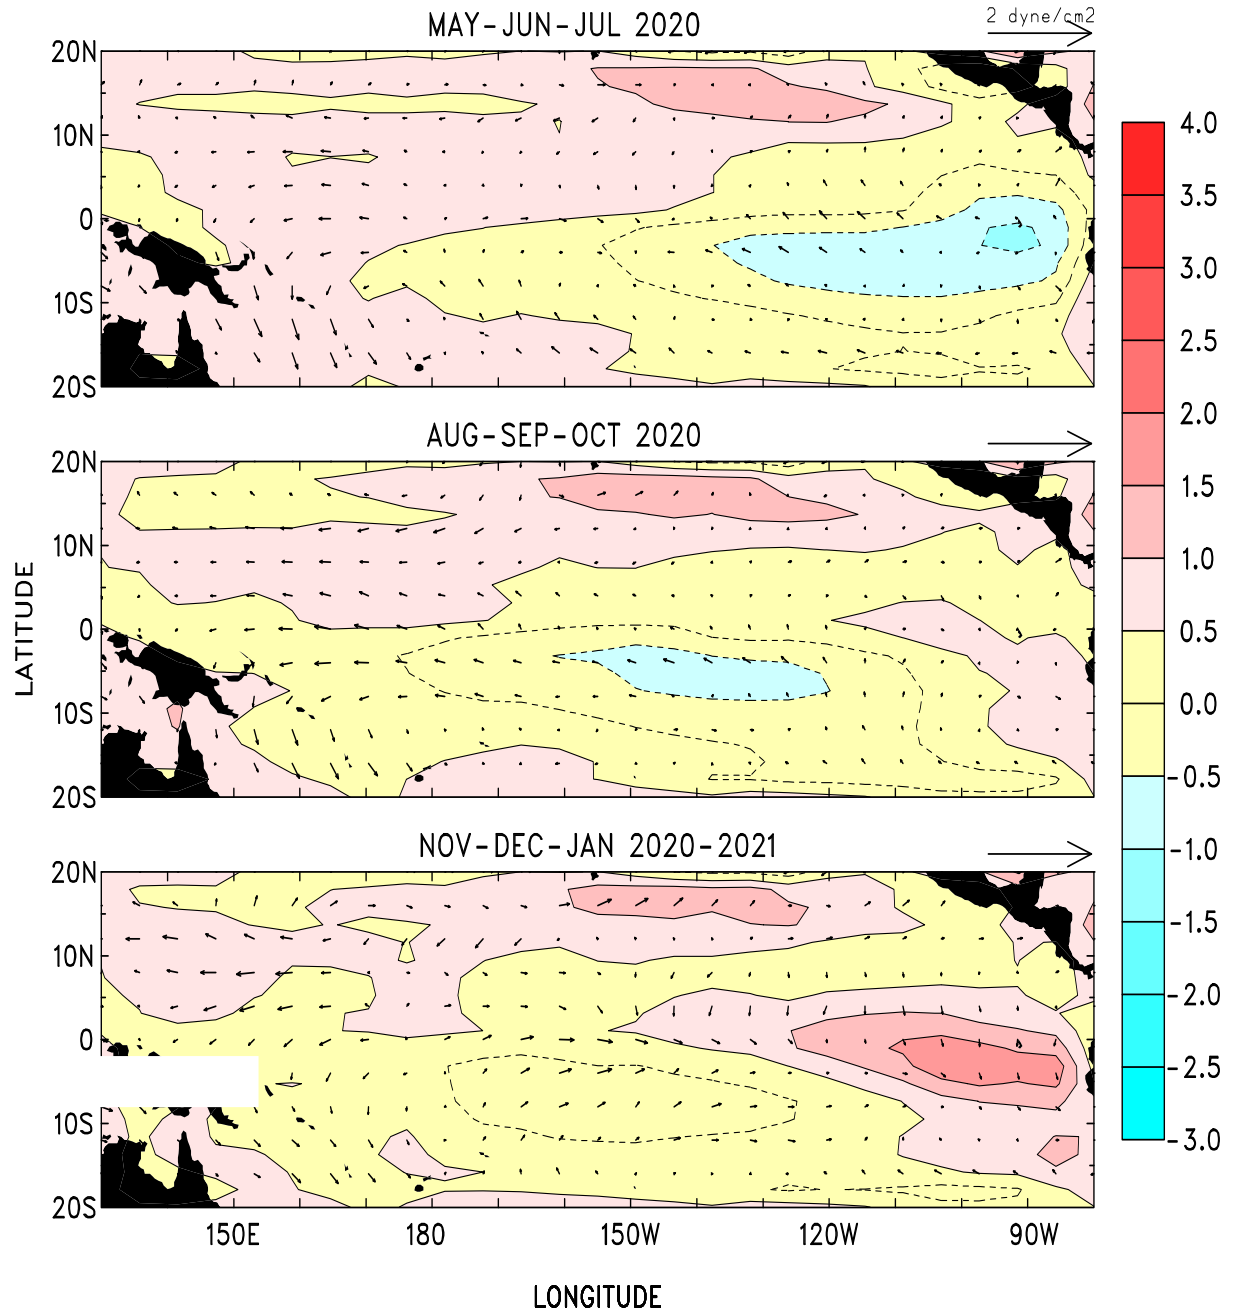 MAY-JUN-JUL 2020
2 dyne/cm2
20N
10N
0
10S
20S
AUG-SEP-OCT 2020
20N
10N
0
10S
20S
LATITUDE
NOV-DEC-JAN 2020-2021
20N
10N
0
10S
20S
150E 180 150W 120W 90W
LONGITUDE
4.0
3.5
3.0
2.5
2.0
1.5
1.0
0.5
0.0
-0.5
-1.0
-1.5
-2.0
-2.5
-3.0